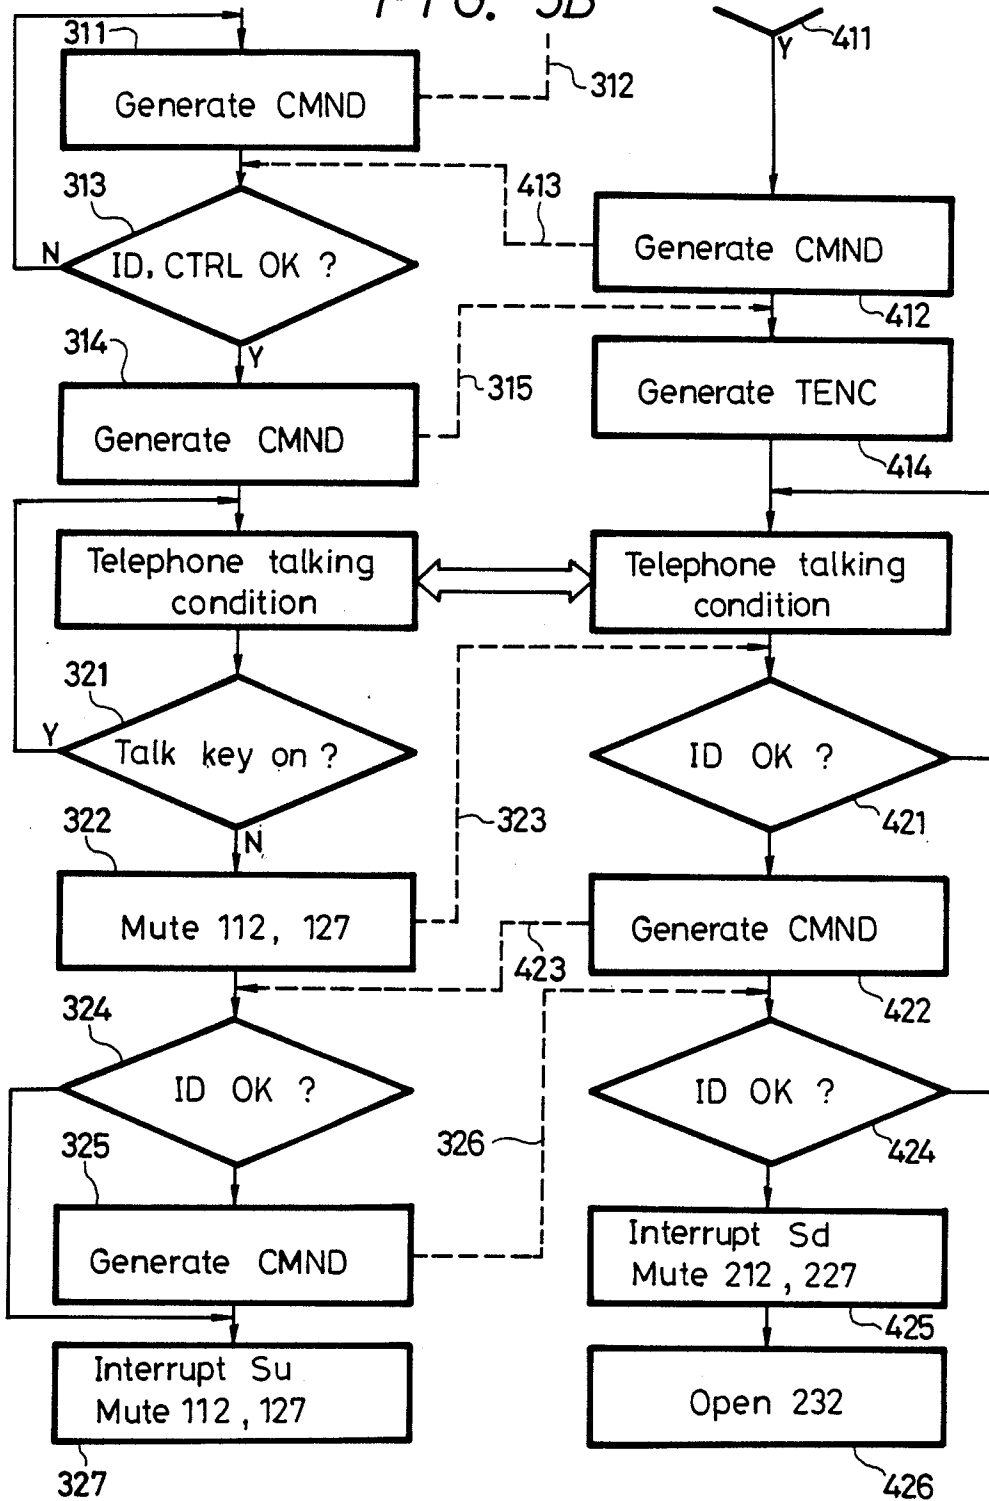 FIG. 5B
311
Generate CMND
312
313
N
ID, CTRL OK ?
Y
314
Generate CMND
315
Telephone talking
condition
321
Y
Talk key on ?
N
322
Mute 112, 127
323
324
ID OK ?
325
Generate CMND
326
Interrupt Su
Mute 112, 127
327
411
Y
413
Generate CMND
412
Generate TENC
414
Telephone talking
condition
ID OK ?
421
Generate CMND
423
422
ID OK ?
424
Interrupt Sd
Mute 212, 227
425
Open 232
426